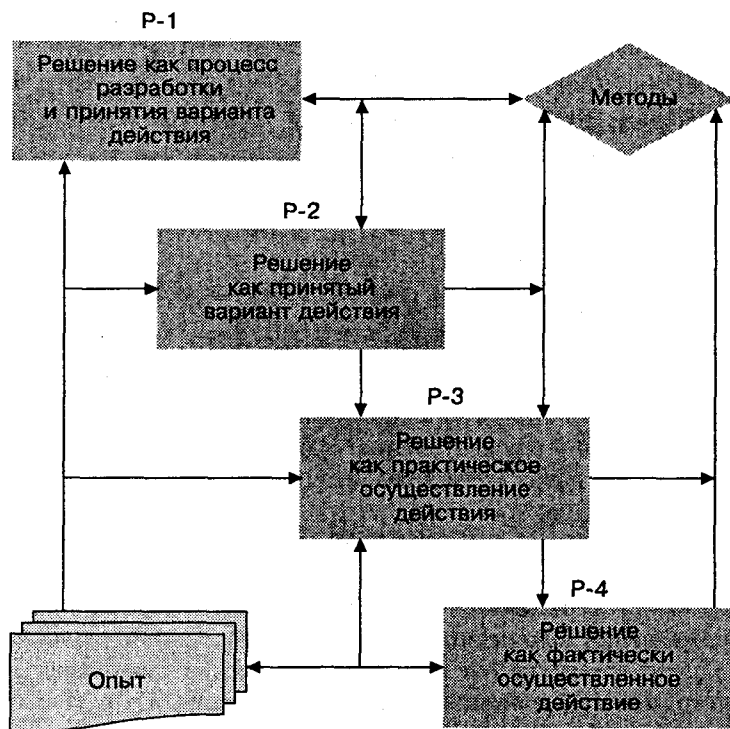 Р-1
Решение как процесс
разработки
и принятия варианта
действия
Методы
Р-2
Решение
как принятый
вариант действия
Р-3
Решение
как практическое
осуществление
действия
Р-4
Решение
как фактически
осуществленное
действие
Опыт